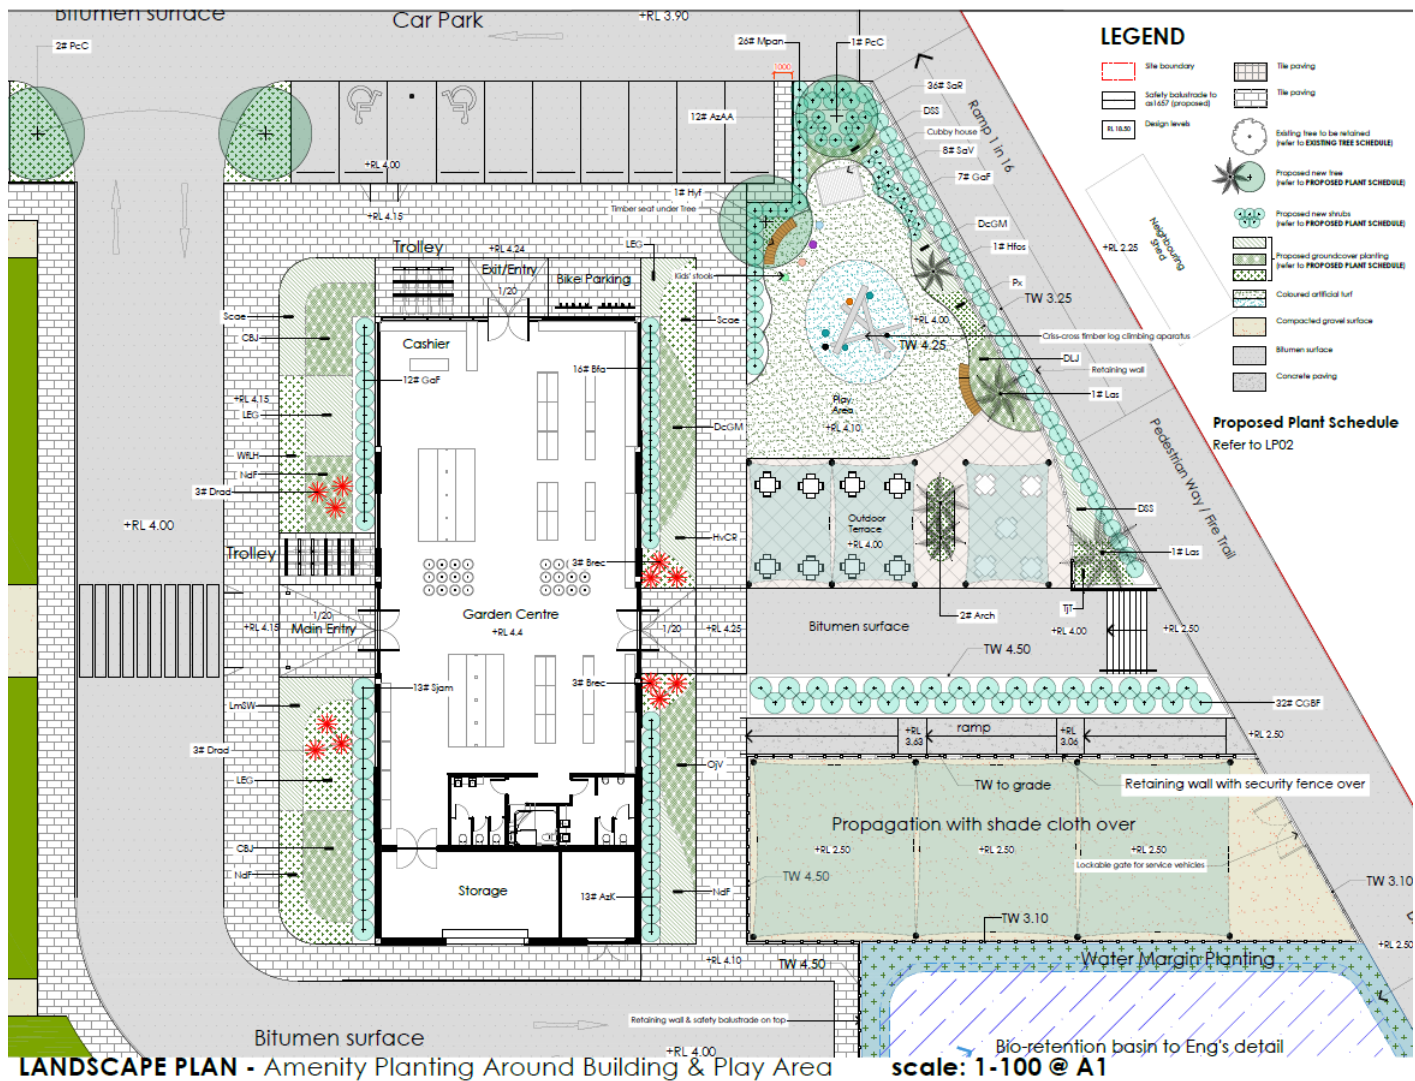 Bitumen surface
Car Park
+RL 3.90
2# PcC
26# Mpan
1# PcC
1000
36# SaR
DSS
12# AzAA
Cubby house
8# SaV
7# GaF
Ramp 1 in 16
+RL 4.00
+RL 4.15
1# Hyf
Timber seat under Tree
DcGM
1# Hfos
Trolley
+RL 4.24
LEG
Exit/Entry
1/20
Bike Parking
Kids' stools
Px
TW 3.25
+RL 2.25
Neighbouring
Shed
Scae
CBJ
Cashier
Scae
+RL 4.00
TW 4.25
Criss-cross timber log climbing apparatus
DLJ
Retaining wall
12# GaF
16# Bfa
1# Las
+RL 4.15
LEG
Play
Area
+RL 4.10
DcGM
WfLH
NdF
3# Drad
Pedestrian Way / Fire Trail
+RL 4.00
Outdoor
Terrace
+RL 4.00
DSS
HvCR
Trolley
3# Brec
1# Las
TjT
2# Arch
1/20
Main Entry
+RL 4.15
Garden Centre
+RL 4.4
1/20
+RL 4.25
Bitumen surface
+RL 4.00
+RL 2.50
TW 4.50
13# Sjam
3# Brec
LmSW
32# CGBF
3# Drad
ramp
+RL
3.63
+RL
3.06
+RL 2.50
LEG
OjV
TW to grade
Retaining wall with security fence over
Propagation with shade cloth over
CBJ
+RL 2.50
+RL 2.50
+RL 2.50
Lockable gate for service vehicles
NdF
TW 4.50
Storage
13# AzK
NdF
TW 3.10
TW 3.10
+RL 2.50
+RL 4.10
TW 4.50
Water Margin Planting
Retaining wall & safety balustrade on top
Bitumen surface
+RL 4.00
Bio-retention basin to Eng's detail
LEGEND
Site boundary
Tile paving
Safety balustrade to
as1657 (proposed)
Tile paving
RL 18.50
Design levels
Existing tree to be retained
(refer to EXISTING TREE SCHEDULE)
Proposed new tree
(refer to PROPOSED PLANT SCHEDULE)
Proposed new shrubs
(refer to PROPOSED PLANT SCHEDULE)
Proposed groundcover planting
(refer to PROPOSED PLANT SCHEDULE)
Coloured artificial turf
Compacted gravel surface
Bitumen surface
Concrete paving
Proposed Plant Schedule
Refer to LP02
LANDSCAPE PLAN - Amenity Planting Around Building & Play Area scale: 1-100 @ A1